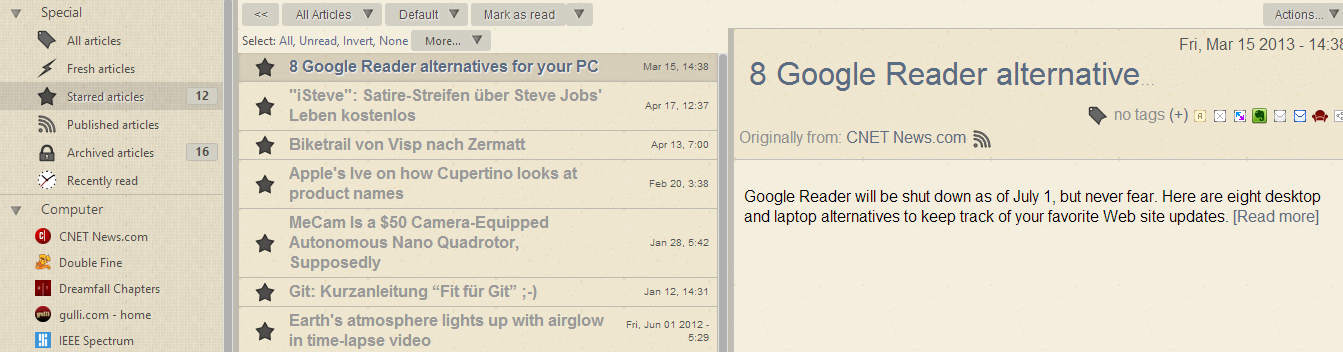 Special
All articles
Fresh articles
Starred articles 12
Published articles
Archived articles 16
Recently read
Computer
CNET News.com
Double Fine
Dreamfall Chapters
gulli.com - home
IEEE Spectrum
<< All Articles Default Mark as read
Select: All, Unread, Invert, None More...
8 Google Reader alternatives for your PC Mar 15, 14:38
"iSteve": Satire-Streifen über Steve Jobs' Apr 17, 12:37
Leben kostenlos
Biketrail von Visp nach Zermatt Apr 13, 7:00
Apple's Ive on how Cupertino looks at Feb 20, 3:38
product names
MeCam Is a $50 Camera-Equipped
Autonomous Nano Quadrotor, Jan 28, 5:42
Supposedly
Git: Kurzanleitung “Fit für Git” ;-) Jan 12, 14:31
Earth's atmosphere lights up with airglow Fri, Jun 01 2012 -
in time-lapse video 5:29
Actions...
Fri, Mar 15 2013 - 14:38
8 Google Reader alternative...
no tags (+)
Originally from: CNET News.com
Google Reader will be shut down as of July 1, but never fear. Here are eight desktop
and laptop alternatives to keep track of your favorite Web site updates. [Read more]